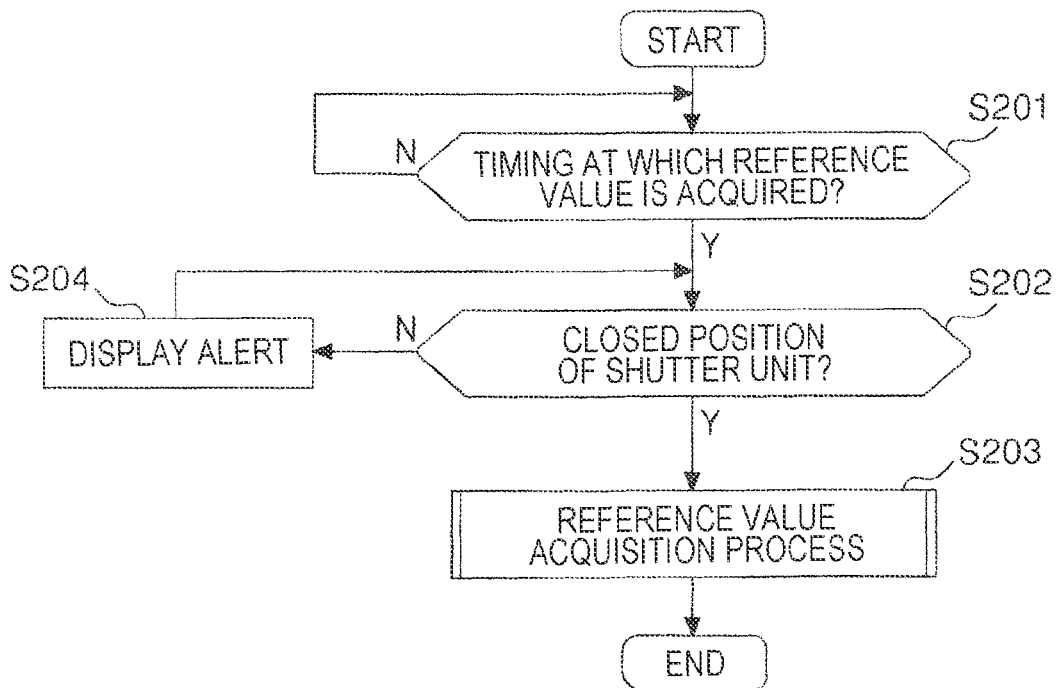 START
S201
N
TIMING AT WHICH REFERENCE
VALUE IS ACQUIRED?
Y
S204
S202
N
DISPLAY ALERT
CLOSED POSITION
OF SHUTTER UNIT?
Y
S203
REFERENCE VALUE
ACQUISITION PROCESS
END